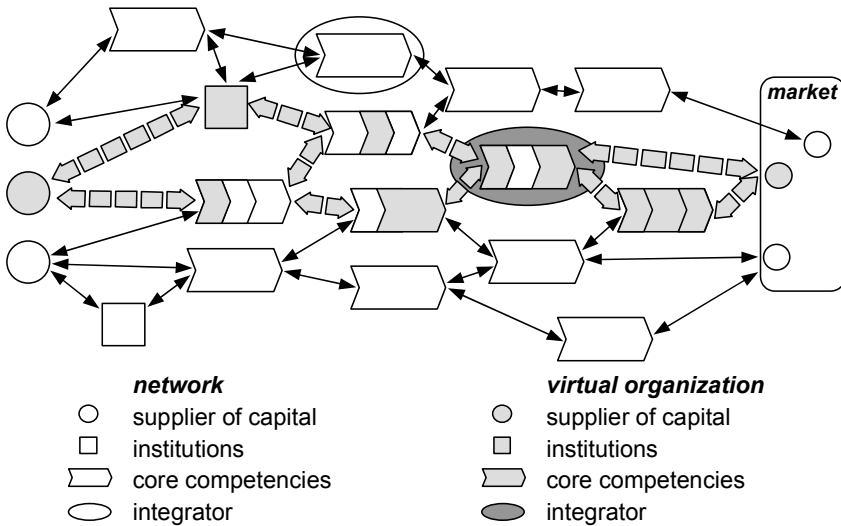 market
network
supplier of capital
institutions
core competencies
integrator
virtual organization
supplier of capital
institutions
core competencies
integrator